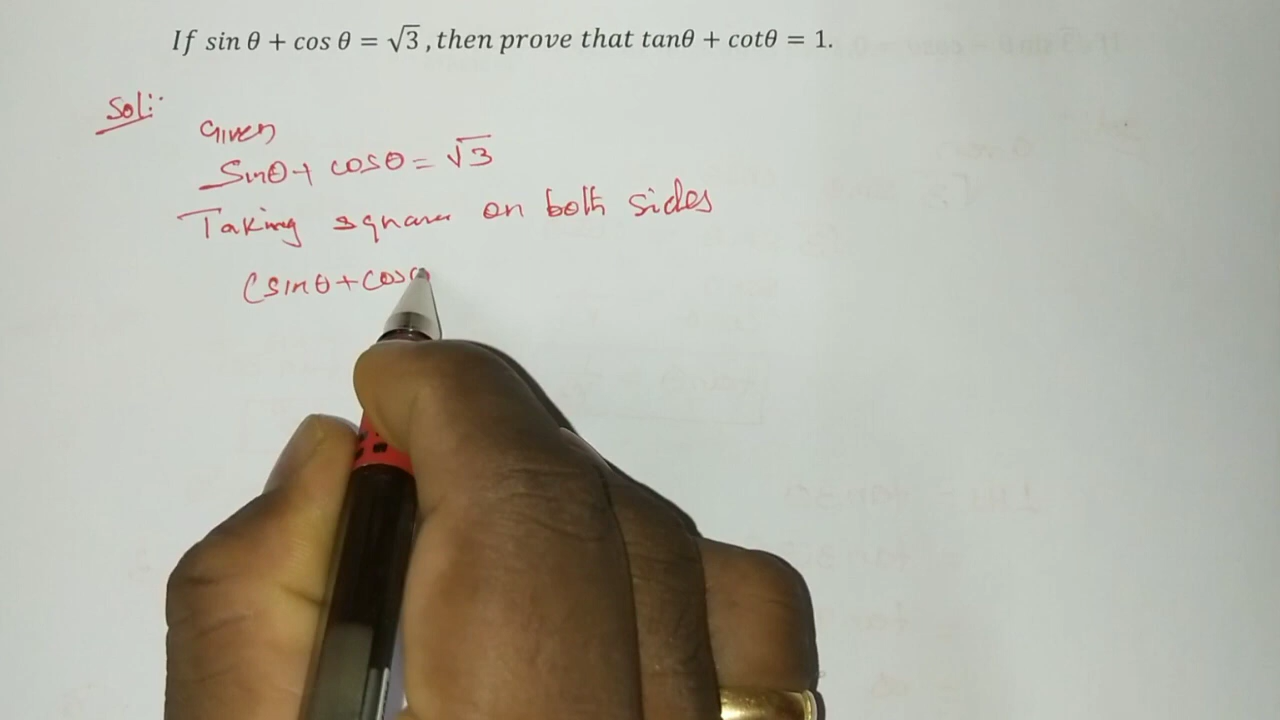 If sin θ + cos θ = √3, then prove that tanθ + cotθ = 1.
Sol:
Given
Sinθ + cosθ = √3
Taking square on both sides
(sinθ + cos